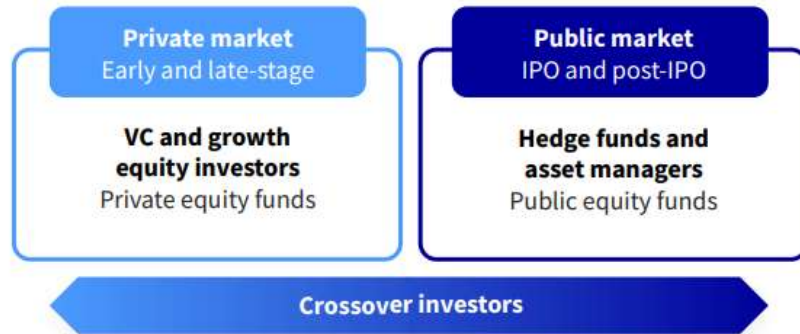 Private market
Early and late-stage
VC and growth
equity investors
Private equity funds
Public market
IPO and post-IPO
Hedge funds and
asset managers
Public equity funds
Crossover investors